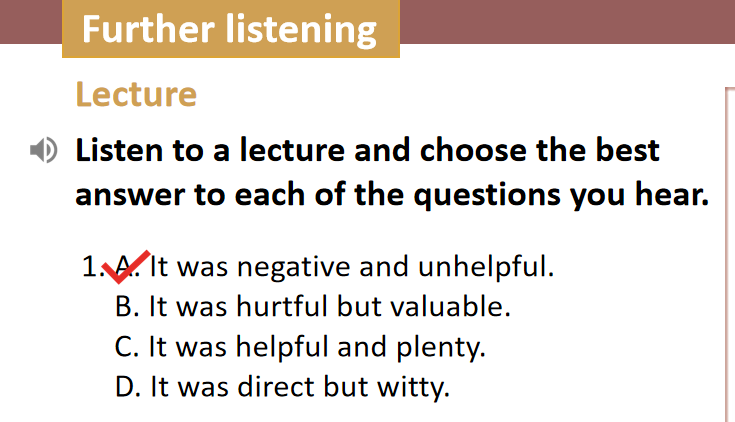 Further listening
Lecture
Listen to a lecture and choose the best
answer to each of the questions you hear.
1. A. It was negative and unhelpful.
B. It was hurtful but valuable.
C. It was helpful and plenty.
D. It was direct but witty.